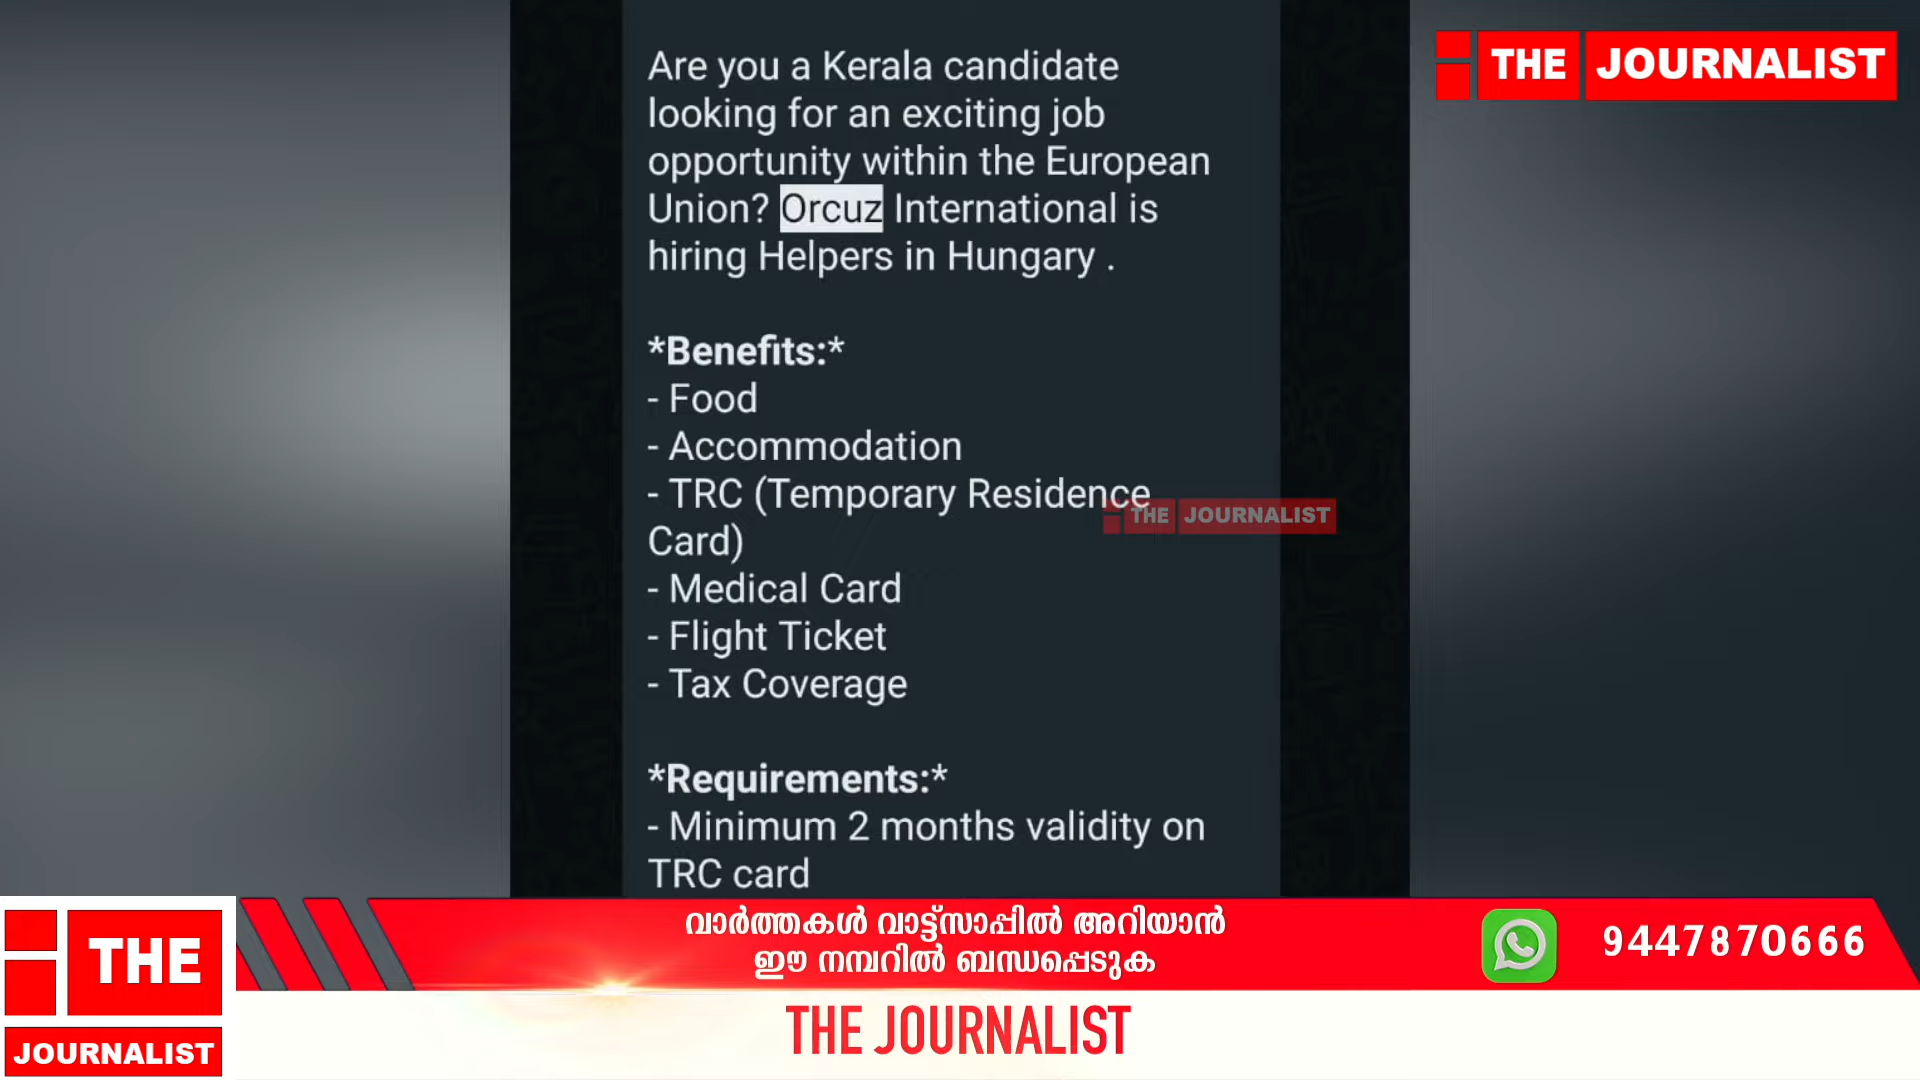 THE JOURNALIST
Are you a Kerala candidate
looking for an exciting job
opportunity within the European
Union? Orcuz International is
hiring Helpers in Hungary .
*Benefits:*
- Food
- Accommodation
- TRC (Temporary Residence
Card)
- Medical Card
- Flight Ticket
- Tax Coverage
THE JOURNALIST
*Requirements:*
- Minimum 2 months validity on
TRC card
വാർത്തകൾ വാട്ട്സാപ്പിൽ അറിയാൻ
ഈ നമ്പറിൽ ബന്ധപ്പെടുക
9447870666
THE
JOURNALIST
THE JOURNALIST